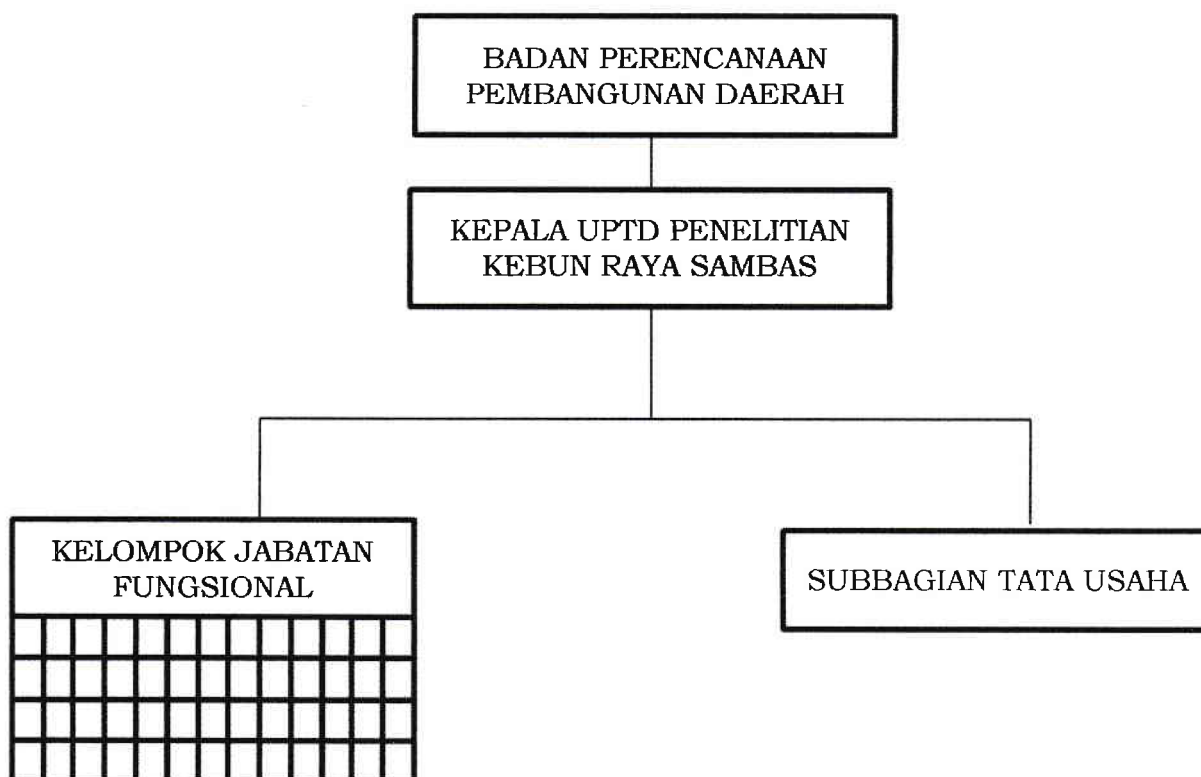 BADAN PERENCANAAN
PEMBANGUNAN DAERAH
KEPALA UPTD PENELITIAN
KEBUN RAYA SAMBAS
KELOMPOK JABATAN
FUNGSIONAL
SUBBAGIAN TATA USAHA